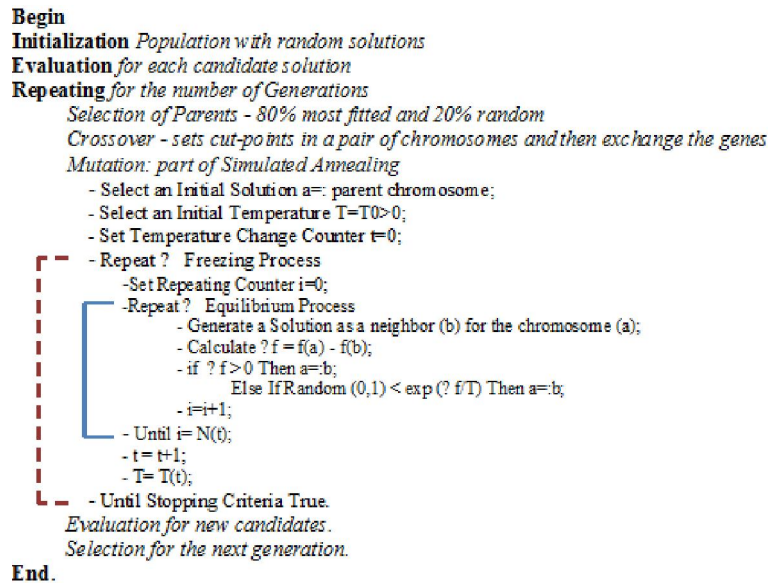 Begin
Initialization Population with random solutions
Evaluation for each candidate solution
Repeating for the number of Generations
Selection of Parents - 80% most fitted and 20% random
Crossover - sets cut-points in a pair of chromosomes and then exchange the genes
Mutation: part of Simulated Annealing
- Select an Initial Solution a=: parent chromosome;
- Select an Initial Temperature T=T0>0;
- Set Temperature Change Counter t=0;
- Repeat ? Freezing Process
-Set Repeating Counter i=0;
-Repeat ? Equilibrium Process
- Generate a Solution as a neighbor (b) for the chromosome (a);
- Calculate ? f = f(a) - f(b);
- if ? f > 0 Then a=:b;
Else If Random (0,1) < exp (? f/T) Then a=:b;
- i=i+1;
- Until i= N(t);
- t = t+1;
- T= T(t);
- Until Stopping Criteria True.
Evaluation for new candidates.
Selection for the next generation.
End.